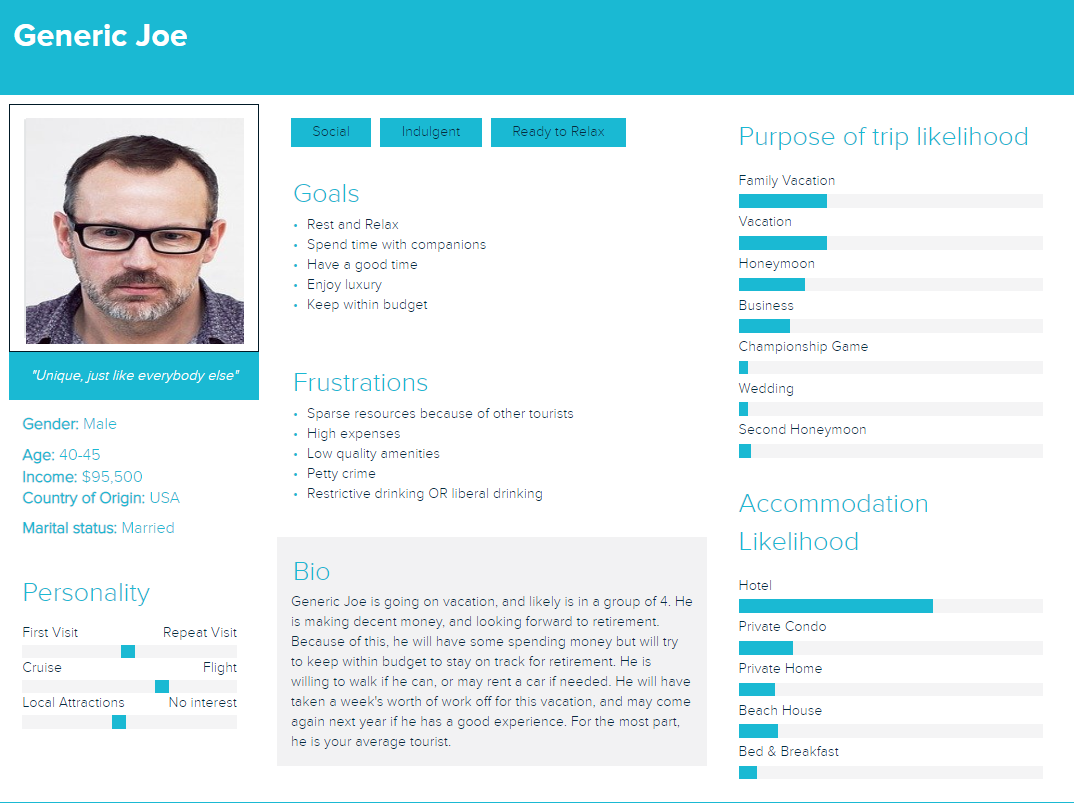 Generic Joe
"Unique, just like everybody else"
Gender: Male
Age: 40-45
Income: $95,500
Country of Origin: USA
Marital status: Married
Personality
First Visit Repeat Visit
Cruise Flight
Local Attractions No interest
Social Indulgent Ready to Relax
Goals
• Rest and Relax
• Spend time with companions
• Have a good time
• Enjoy luxury
• Keep within budget
Frustrations
• Sparse resources because of other tourists
• High expenses
• Low quality amenities
• Petty crime
• Restrictive drinking OR liberal drinking
Bio
Generic Joe is going on vacation, and likely is in a group of 4. He
is making decent money, and looking forward to retirement.
Because of this, he will have some spending money but will try
to keep within budget to stay on track for retirement. He is
willing to walk if he can, or may rent a car if needed. He will have
taken a week's worth of work off for this vacation, and may come
again next year if he has a good experience. For the most part,
he is your average tourist.
Purpose of trip likelihood
Family Vacation
Vacation
Honeymoon
Business
Championship Game
Wedding
Second Honeymoon
Accommodation
Likelihood
Hotel
Private Condo
Private Home
Beach House
Bed & Breakfast